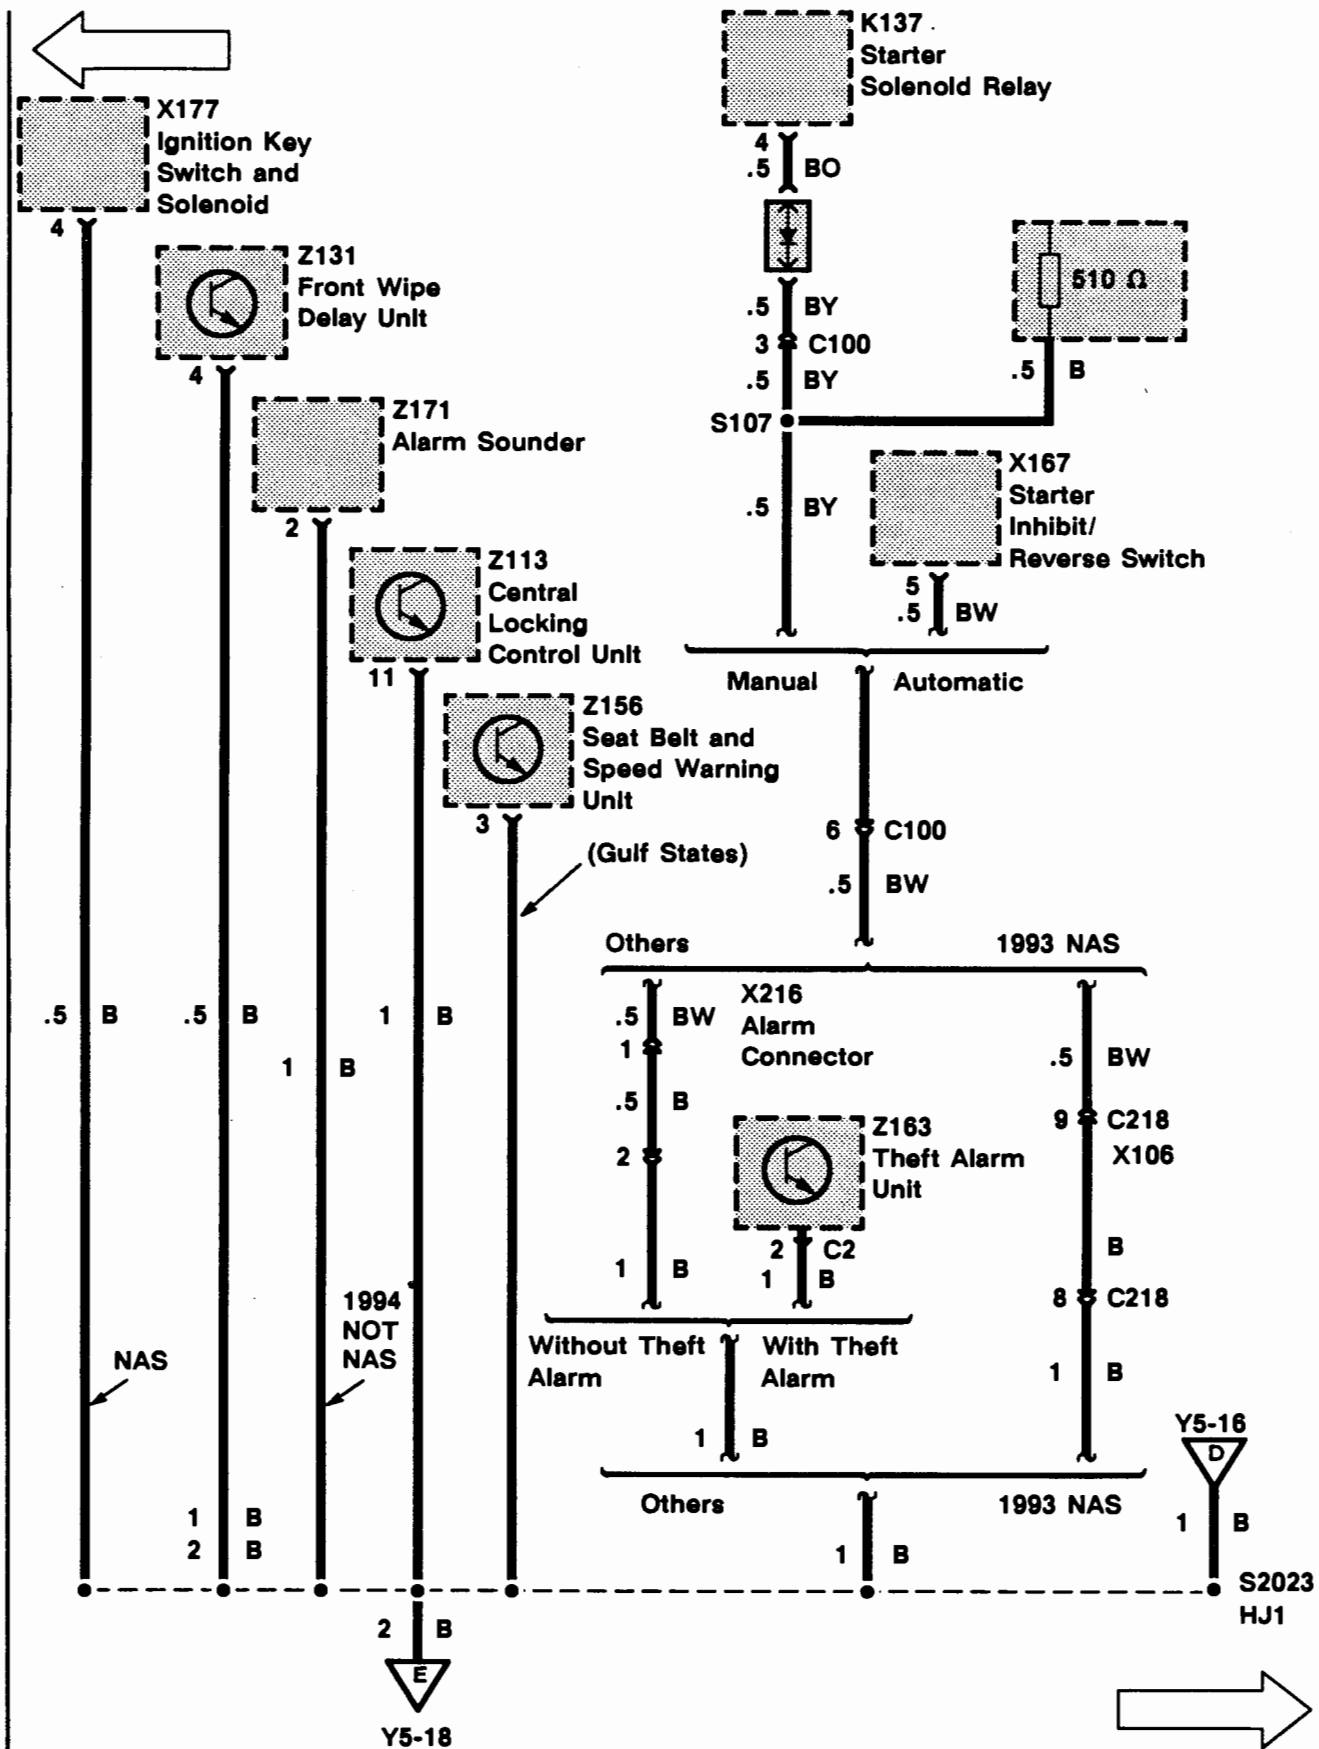 K137
Starter
Solenoid Relay
4
.5 BO
X177
Ignition Key
Switch and
Solenoid
4
Z131
Front Wipe
Delay Unit
4
510 Ω
.5 BY
3 C100
.5 BY
.5 B
S107
Z171
Alarm Sounder
2
.5 BY
X167
Starter
Inhibit/
Reverse Switch
5
.5 BW
Z113
Central
Locking
Control Unit
11
Manual Automatic
Z156
Seat Belt and
Speed Warning
Unit
3
(Gulf States)
6 C100
.5 BW
Others 1993 NAS
.5 B
.5 B
1 B
1 B
.5 BW
1
.5 B
2
1 B
X216
Alarm
Connector
Z163
Theft Alarm
Unit
2 C2
1 B
.5 BW
9 C218
X106
B
8 C218
1 B
NAS
1994
NOT
NAS
Without Theft
Alarm
With Theft
Alarm
1 B
Others 1993 NAS
Y5-16
D
1 B
1 B
2 B
1 B
S2023
HJ1
2 B
E
Y5-18